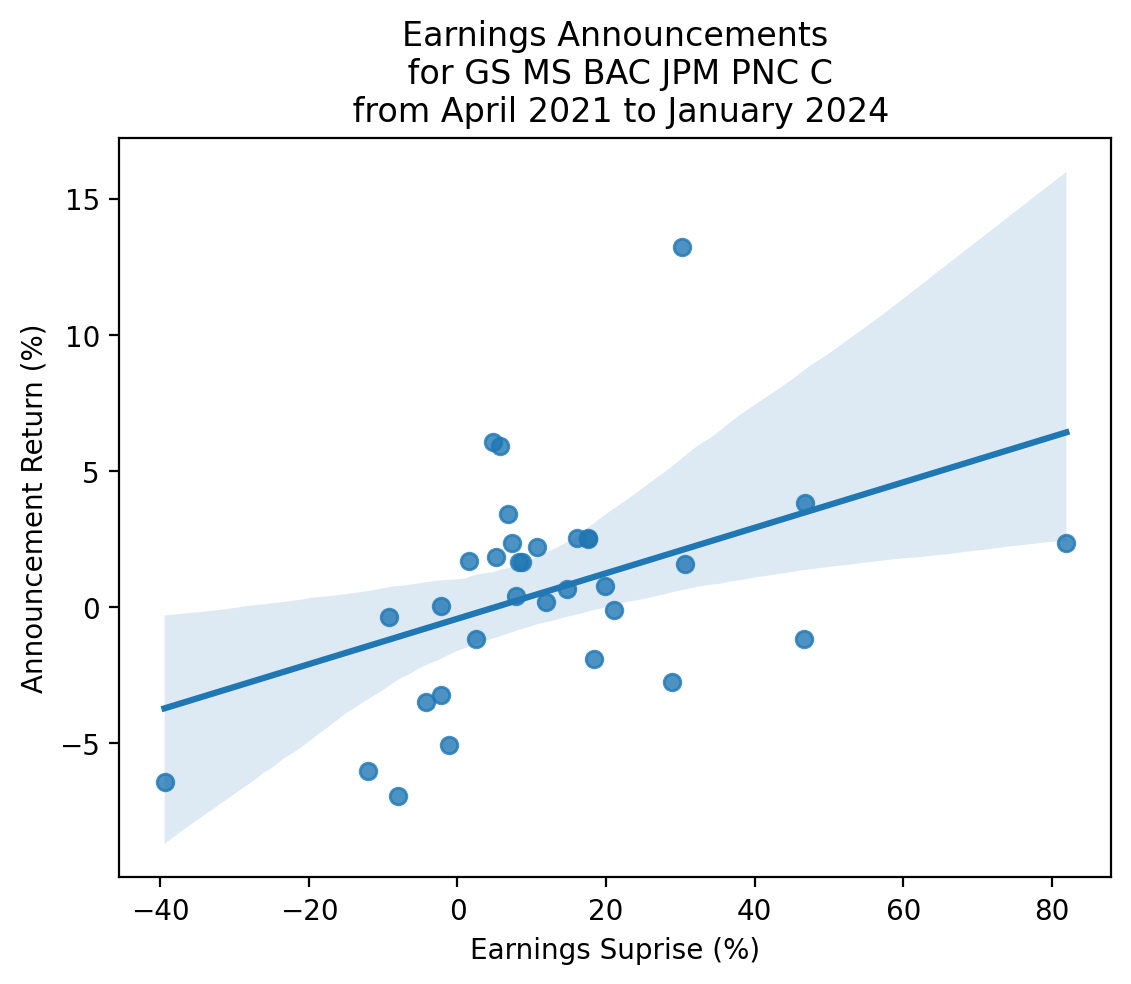 Earnings Announcements
for GS MS BAC JPM PNC C
from April 2021 to January 2024
Announcement Return (%)
15
10
5
0
−5
−40 −20 0 20 40 60 80
Earnings Suprise (%)